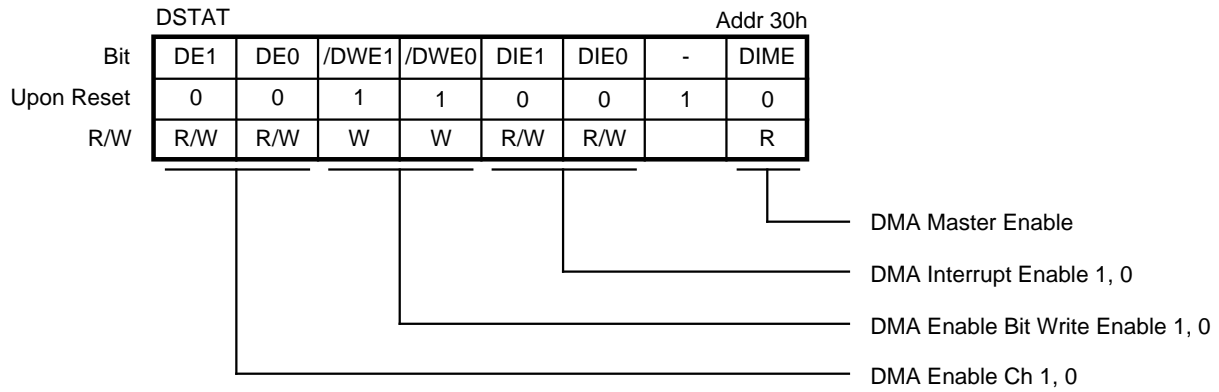 DSTAT Addr 30h
Bit DE1 DE0 /DWE1 /DWE0 DIE1 DIE0 - DIME
Upon Reset 0 0 1 1 0 0 1 0
R/W R/W R/W W W R/W R/W R
DMA Master Enable
DMA Interrupt Enable 1, 0
DMA Enable Bit Write Enable 1, 0
DMA Enable Ch 1, 0